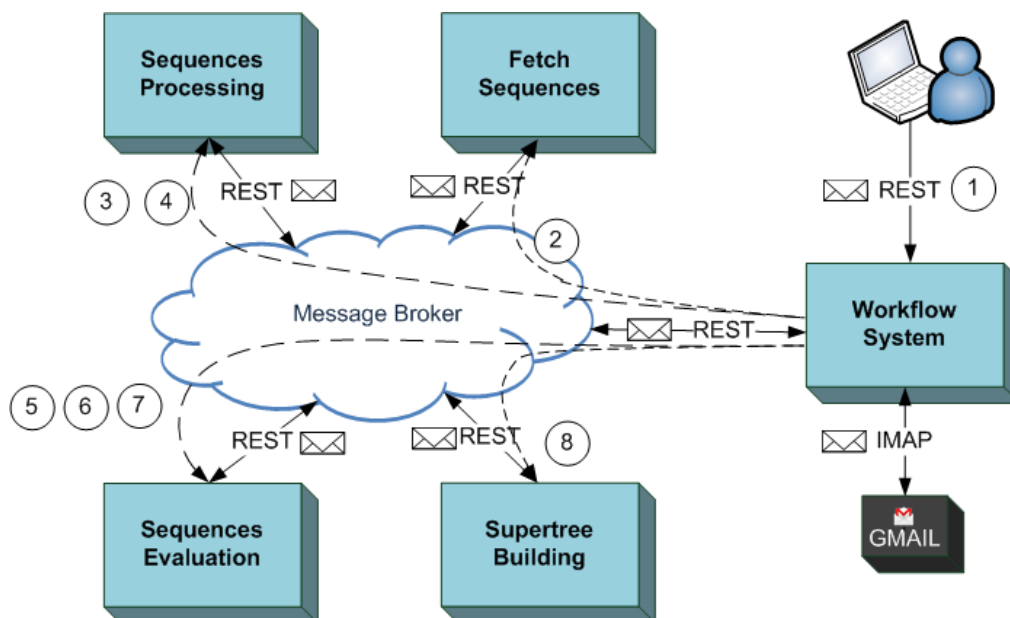 Sequences
Processing
Fetch
Sequences
REST
REST
REST
1
3
4
2
Message Broker
REST
Workflow
System
5
6
7
REST
REST
8
IMAP
Sequences
Evaluation
Supertree
Building
GMAIL